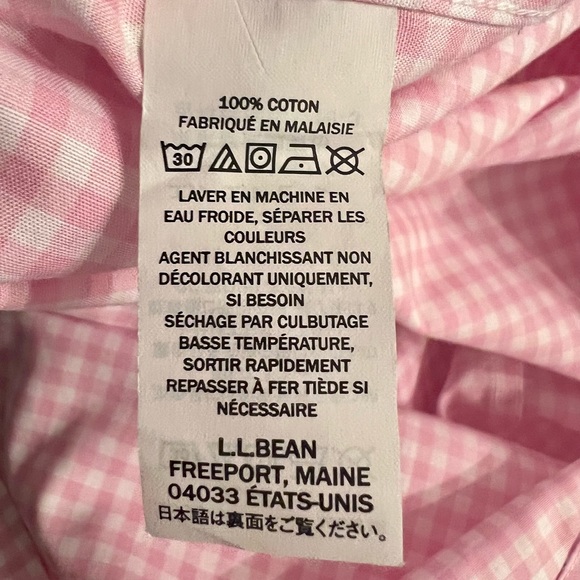 100% COTON
FABRIQUÉ EN MALAISIE
30
LAVER EN MACHINE EN
EAU FROIDE, SÉPARER LES
COULEURS
AGENT BLANCHISSANT NON
DÉCOLORANT UNIQUEMENT,
SI BESOIN
SÉCHAGE PAR CULBUTAGE
BASSE TEMPÉRATURE,
SORTIR RAPIDEMENT
REPASSER À FER TIÈDE SI
NÉCESSAIRE
L.L.BEAN
FREEPORT, MAINE
04033 ÉTATS-UNIS
日本語は裏面をご覧ください。